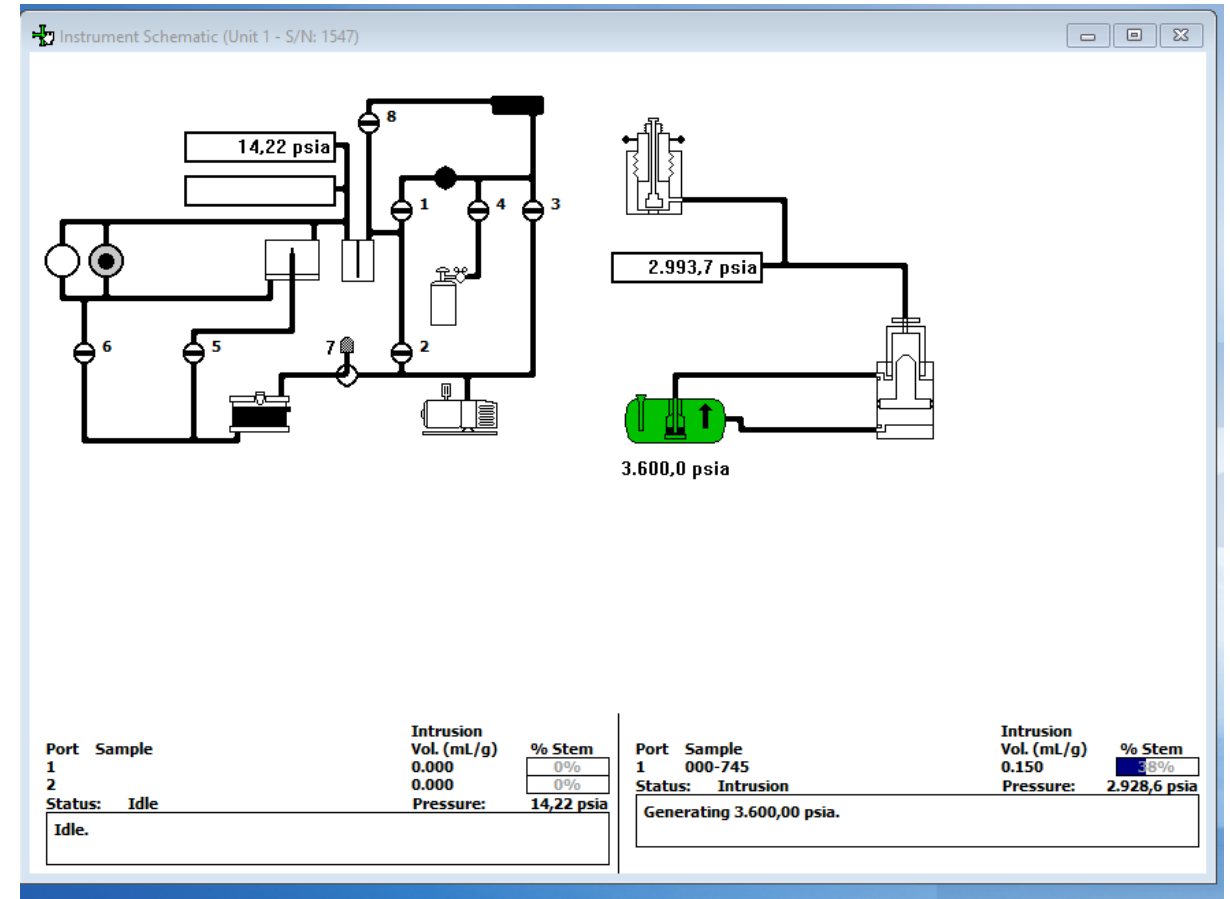 Instrument Schematic (Unit 1 - S/N: 1547)
8
14,22 psia
1
4
3
2.993,7 psia
6
5
7
2
3.600,0 psia
Intrusion
Port Sample Vol. (mL/g) % Stem
1 0.000 0%
2 0.000 0%
Status: Idle Pressure: 14,22 psia
Idle.
Intrusion
Port Sample Vol. (mL/g) % Stem
1 000-745 0.150 38%
Status: Intrusion Pressure: 2.928,6 psia
Generating 3.600,00 psia.